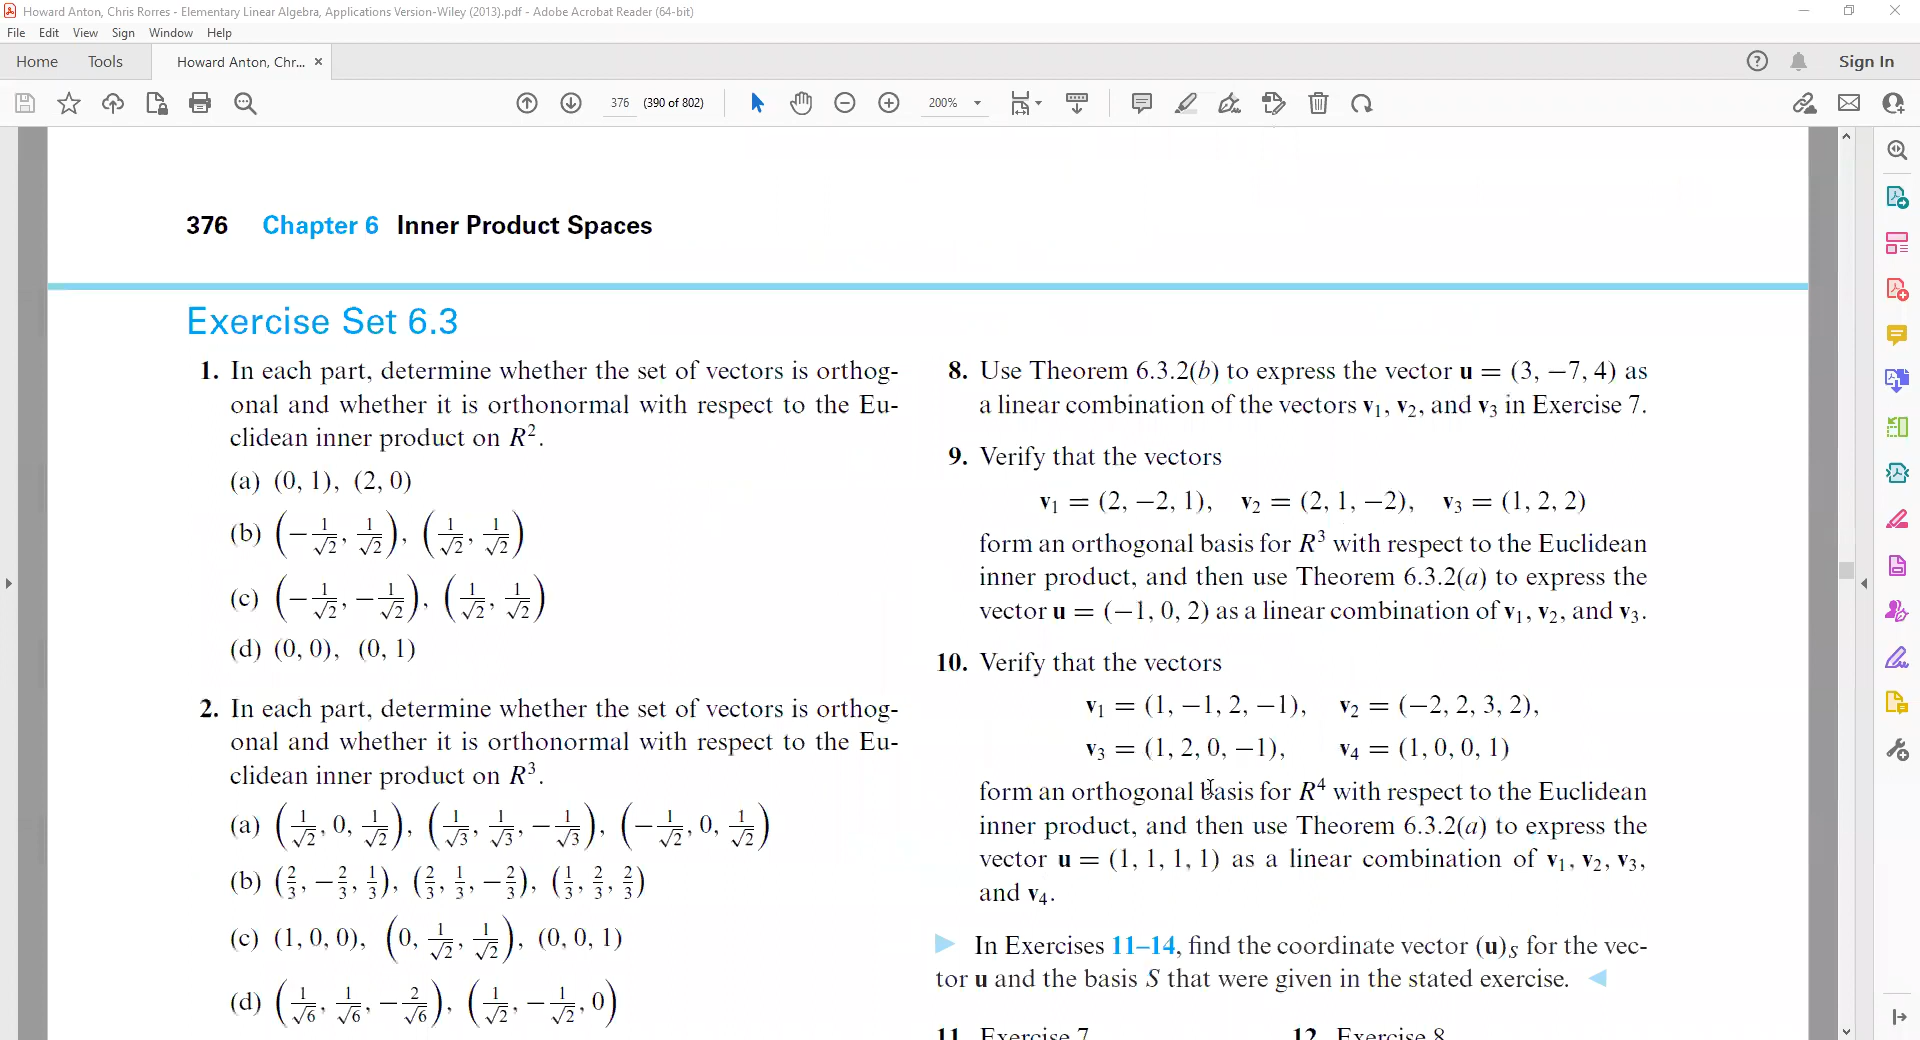 Howard Anton, Chris Rorres - Elementary Linear Algebra, Applications Version-Wiley (2013).pdf - Adobe Acrobat Reader (64-bit)
File Edit View Sign Window Help
Home Tools Howard Anton, Chr... × Sign In
376 (390 of 802) 200%
376 Chapter 6 Inner Product Spaces
Exercise Set 6.3
1. In each part, determine whether the set of vectors is orthog-
onal and whether it is orthonormal with respect to the Eu-
clidean inner product on R².
(a) (0, 1), (2, 0)
(b) (−1/√2, 1/√2), (1/√2, 1/√2)
(c) (−1/√2, −1/√2), (1/√2, 1/√2)
(d) (0, 0), (0, 1)
2. In each part, determine whether the set of vectors is orthog-
onal and whether it is orthonormal with respect to the Eu-
clidean inner product on R³.
(a) (1/√2, 0, 1/√2), (1/√3, 1/√3, −1/√3), (−1/√2, 0, 1/√2)
(b) (2/3, −2/3, 1/3), (2/3, 1/3, −2/3), (1/3, 2/3, 2/3)
(c) (1, 0, 0), (0, 1/√2, 1/√2), (0, 0, 1)
(d) (1/√6, 1/√6, −2/√6), (1/√2, −1/√2, 0)
8. Use Theorem 6.3.2(b) to express the vector u = (3, −7, 4) as
a linear combination of the vectors v₁, v₂, and v₃ in Exercise 7.
9. Verify that the vectors
v₁ = (2, −2, 1), v₂ = (2, 1, −2), v₃ = (1, 2, 2)
form an orthogonal basis for R³ with respect to the Euclidean
inner product, and then use Theorem 6.3.2(a) to express the
vector u = (−1, 0, 2) as a linear combination of v₁, v₂, and v₃.
10. Verify that the vectors
v₁ = (1, −1, 2, −1), v₂ = (−2, 2, 3, 2),
v₃ = (1, 2, 0, −1), v₄ = (1, 0, 0, 1)
form an orthogonal basis for R⁴ with respect to the Euclidean
inner product, and then use Theorem 6.3.2(a) to express the
vector u = (1, 1, 1, 1) as a linear combination of v₁, v₂, v₃,
and v₄.
In Exercises 11–14, find the coordinate vector (u)ₛ for the vec-
tor u and the basis S that were given in the stated exercise.
11. Exercise 7 12. Exercise 8